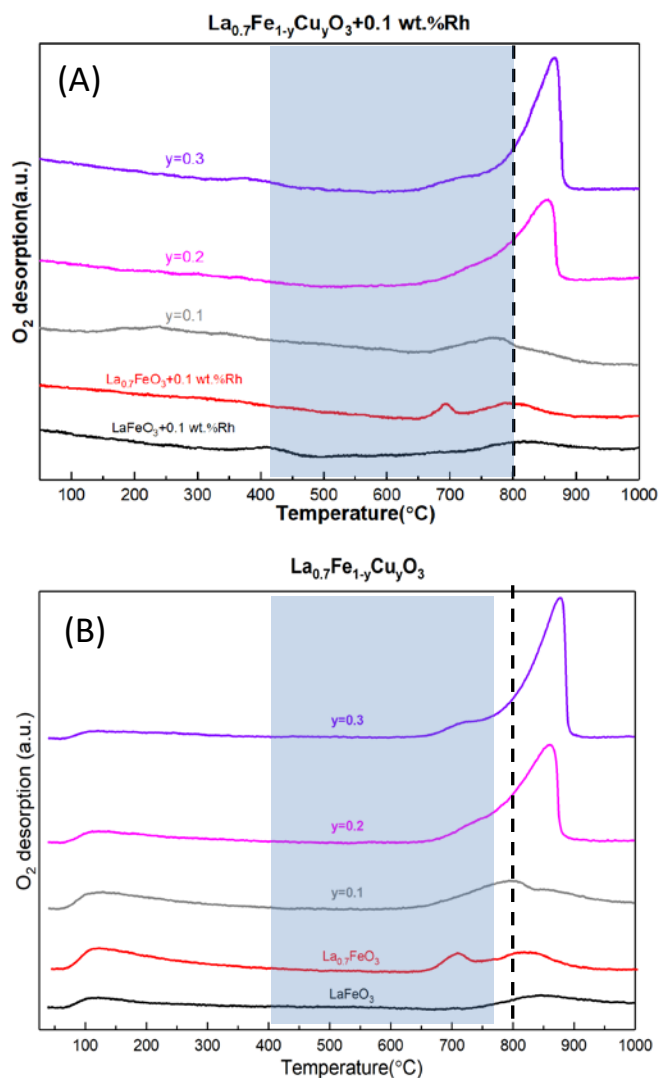 La0.7Fe1-yCuyO3+0.1 wt.%Rh
(A)
y=0.3
y=0.2
y=0.1
La0.7FeO3+0.1 wt.%Rh
LaFeO3+0.1 wt.%Rh
O2 desorption(a.u.)
100 200 300 400 500 600 700 800 900 1000
Temperature(°C)
La0.7Fe1-yCuyO3
(B)
y=0.3
y=0.2
y=0.1
La0.7FeO3
LaFeO3
O2 desorption (a.u.)
100 200 300 400 500 600 700 800 900 1000
Temperature(°C)